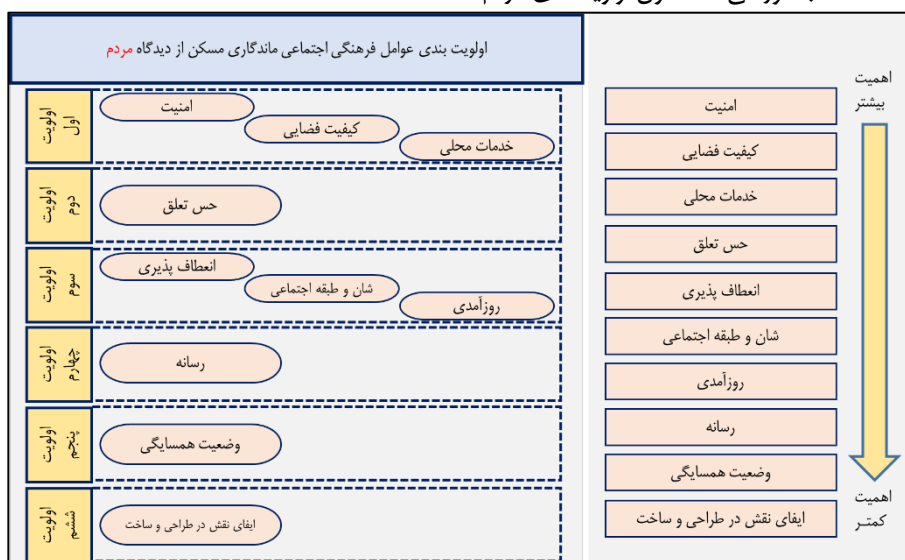 اولویت بندی عوامل فرهنگی اجتماعی ماندگاری مسکن از دیدگاه مردم
اولویت اول
امنیت
کیفیت فضایی
خدمات محلی
اولویت دوم
حس تعلق
اولویت سوم
انعطاف پذیری
شان و طبقه اجتماعی
روزآمدی
اولویت چهارم
رسانه
اولویت پنجم
وضعیت همسایگی
اولویت ششم
ایفای نقش در طراحی و ساخت
اهمیت
بیشتر
امنیت
کیفیت فضایی
خدمات محلی
حس تعلق
انعطاف پذیری
شان و طبقه اجتماعی
روزآمدی
رسانه
وضعیت همسایگی
ایفای نقش در طراحی و ساخت
اهمیت
کمتـر